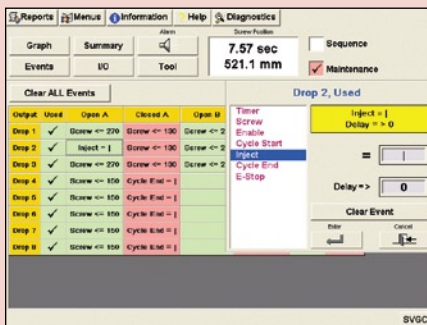 Reports Menus Information Help Diagnostics
Alarm Screw Position
Graph Summary 7.57 sec Sequence
Events I/O Tool 521.1 mm Maintenance
Clear ALL Events Drop 2, Used
Output Used Open A Closed A Open B
Drop 1 Screw <= 270 Screw <= 130 Screw <= 2
Drop 2 Inject = | Screw <= 130 Screw <= 2
Drop 3 Screw <= 270 Screw <= 130 Screw <= 2
Drop 4 Screw <= 150 Cycle End = |
Drop 5 Screw <= 150 Cycle End = |
Drop 6 Screw <= 150 Cycle End = |
Drop 7 Screw <= 150 Cycle End = |
Drop 8 Screw <= 150 Cycle End = |
Timer
Screw
Enable
Cycle Start
Inject
Cycle End
E-Stop
Inject = |
Delay = > 0
= |
Delay => 0
Clear Event
Enter Cancel
SVGC